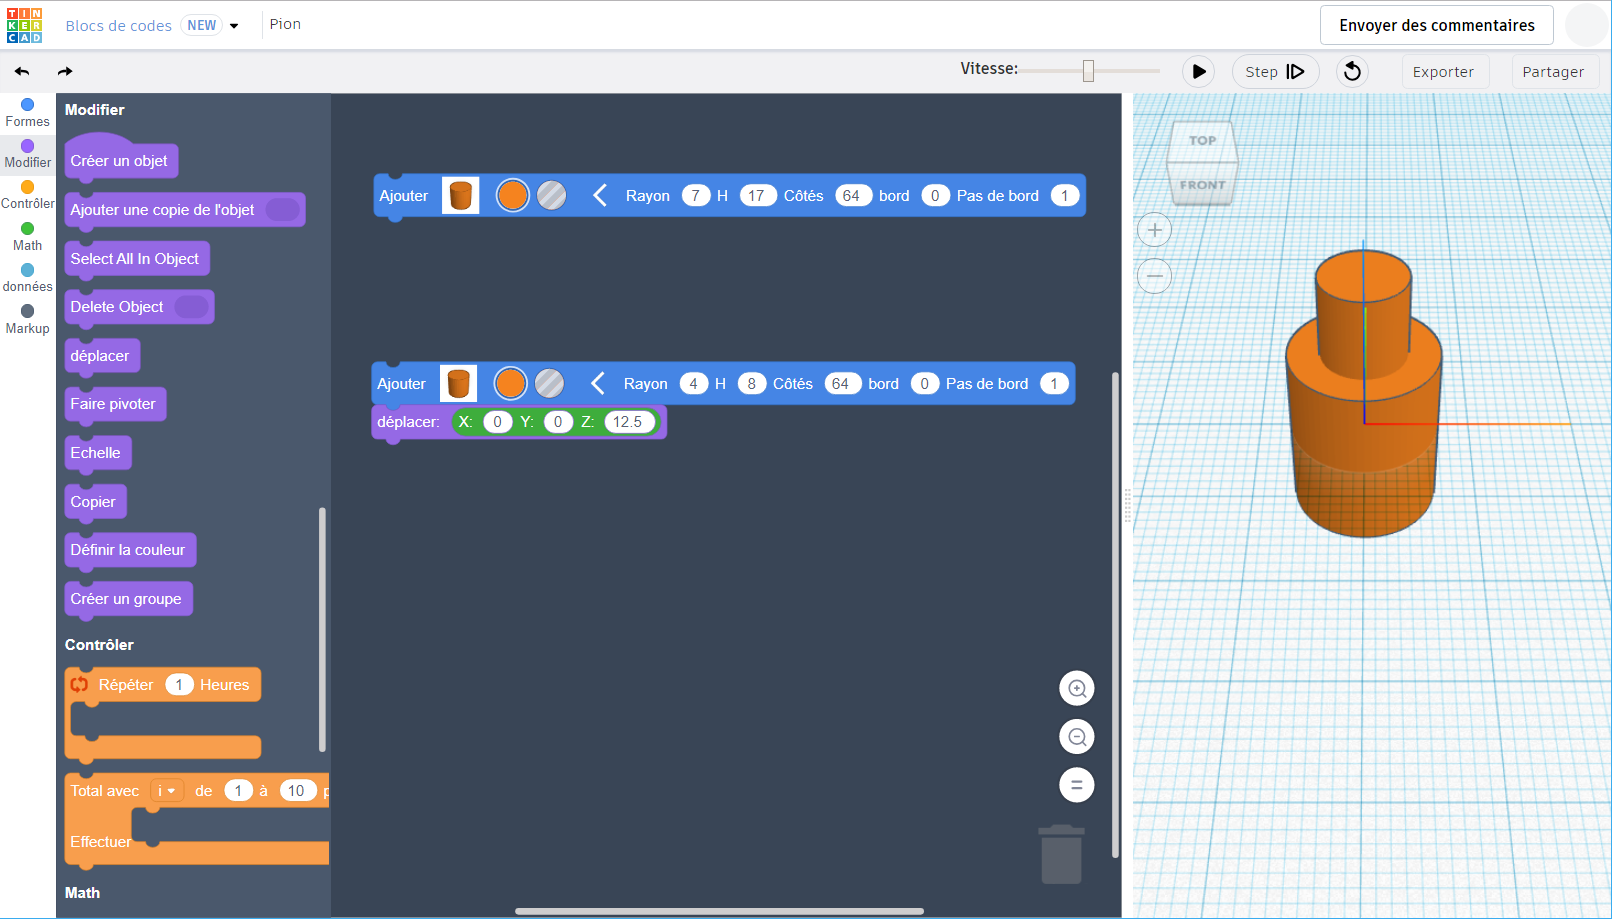 TIN
KER
CAD
Blocs de codes NEW
Pion
Envoyer des commentaires
Vitesse:
Step
Exporter
Partager
Formes
Modifier
Contrôler
Math
données
Markup
Modifier
Créer un objet
Ajouter une copie de l'objet
Select All In Object
Delete Object
déplacer
Faire pivoter
Echelle
Copier
Définir la couleur
Créer un groupe
Contrôler
Répéter 1 Heures
Total avec i de 1 à 10 p
Effectuer
Math
Ajouter Rayon 7 H 17 Côtés 64 bord 0 Pas de bord 1
Ajouter Rayon 4 H 8 Côtés 64 bord 0 Pas de bord 1
déplacer: X: 0 Y: 0 Z: 12.5
TOP
FRONT